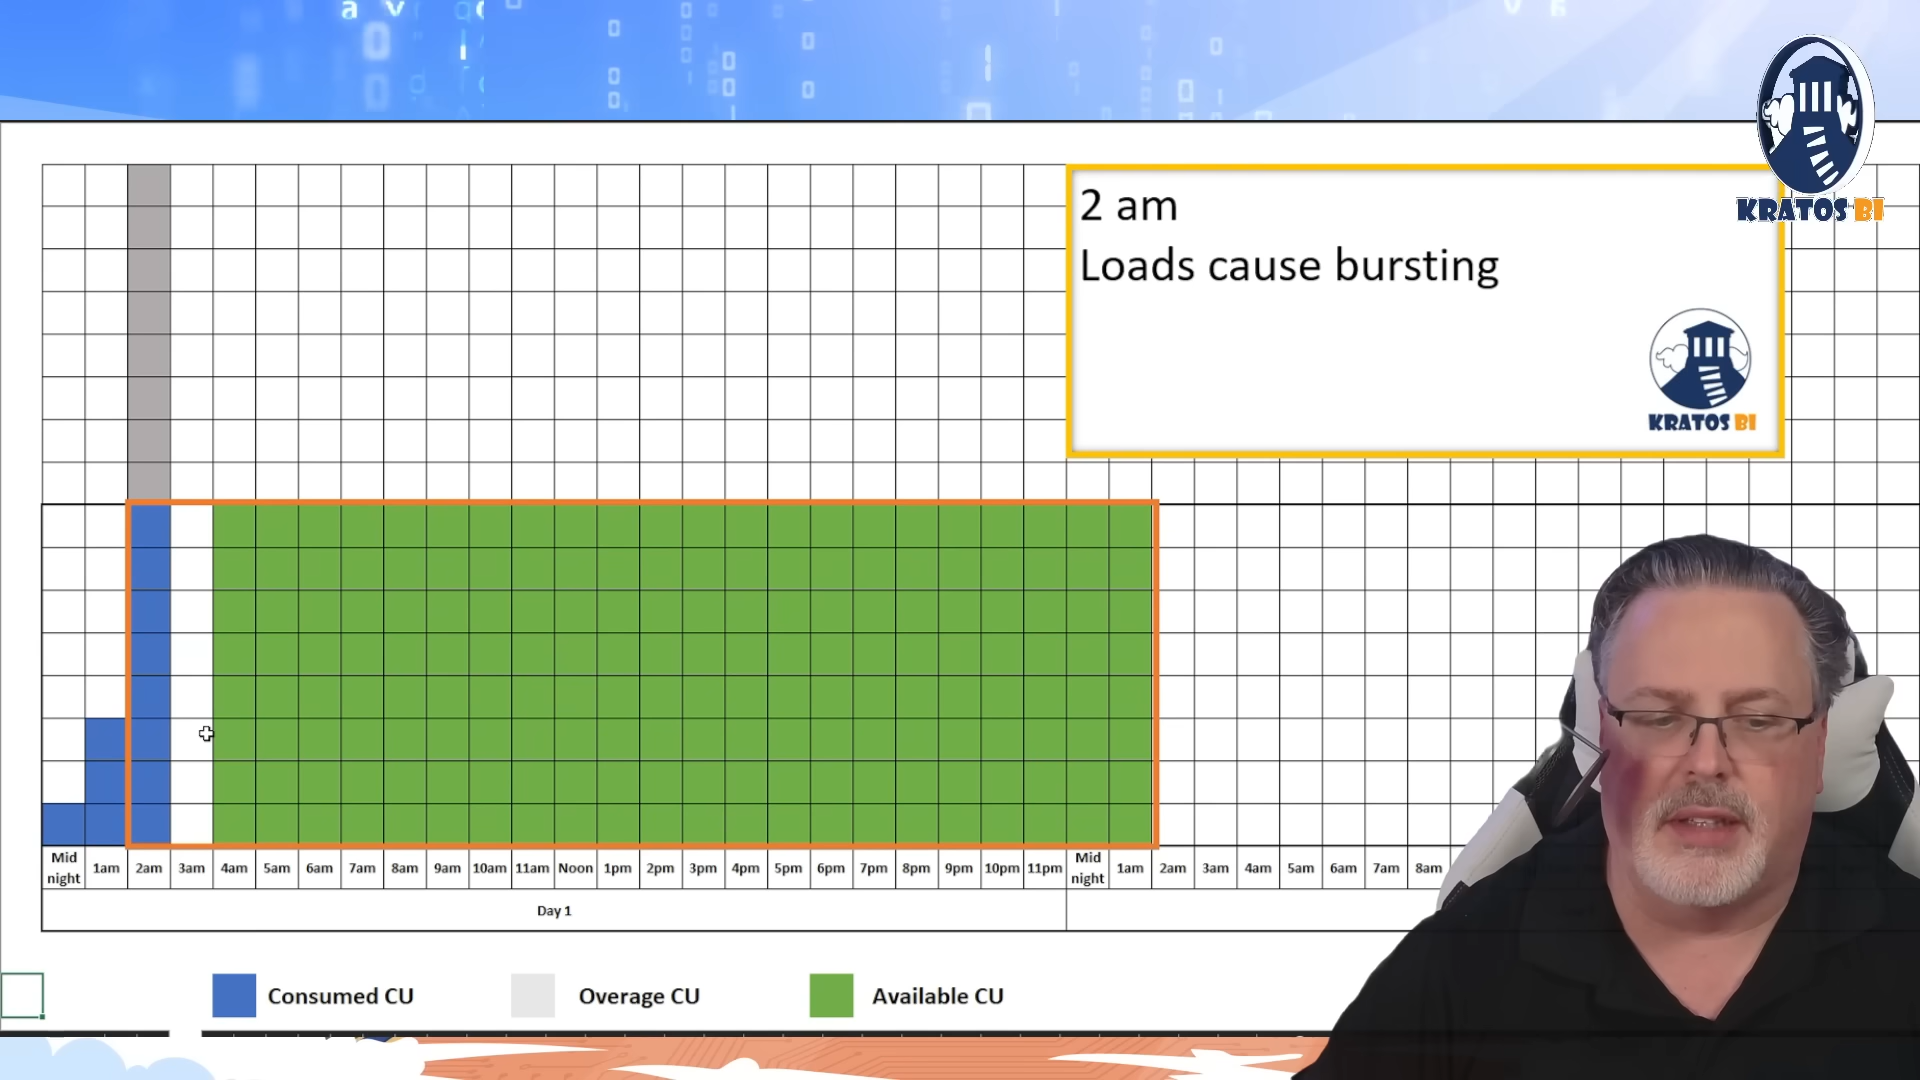 KRATOS BI
2 am
Loads cause bursting
KRATOS BI
Mid night 1am 2am 3am 4am 5am 6am 7am 8am 9am 10am 11am Noon 1pm 2pm 3pm 4pm 5pm 6pm 7pm 8pm 9pm 10pm 11pm Mid night 1am 2am 3am 4am 5am 6am 7am 8am
Day 1
Consumed CU Overage CU Available CU